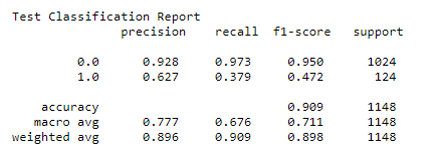 Test Classification Report
precision recall f1-score support
0.0 0.928 0.973 0.950 1024
1.0 0.627 0.379 0.472 124
accuracy 0.909 1148
macro avg 0.777 0.676 0.711 1148
weighted avg 0.896 0.909 0.898 1148